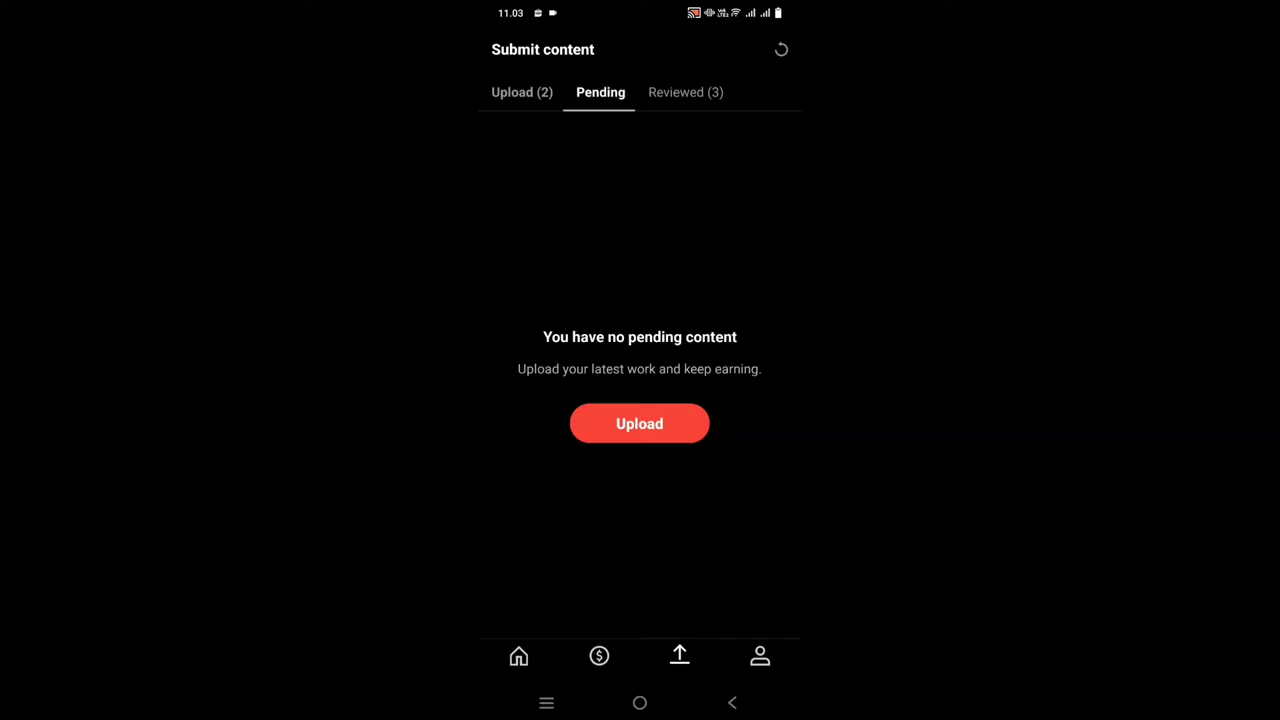 11.03
Submit content
Upload (2) Pending Reviewed (3)
You have no pending content
Upload your latest work and keep earning.
Upload